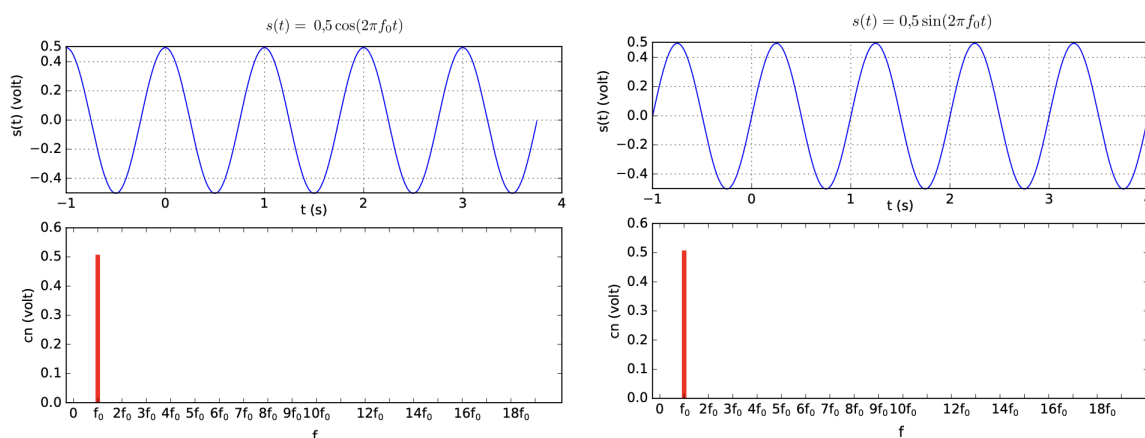 s(t) = 0,5 cos(2πf₀t)
s(t) (volt)
0.5
0.4
0.2
0.0
−0.2
−0.4
−1 0 1 2 3 4
t (s)
cn (volt)
0.6
0.5
0.4
0.3
0.2
0.1
0.0
0 f₀ 2f₀ 3f₀ 4f₀ 5f₀ 6f₀ 7f₀ 8f₀ 9f₀ 10f₀ 12f₀ 14f₀ 16f₀ 18f₀
f
s(t) = 0,5 sin(2πf₀t)
s(t) (volt)
0.5
0.4
0.2
0.0
−0.2
−0.4
−1 0 1 2 3 4
t (s)
cn (volt)
0.6
0.5
0.4
0.3
0.2
0.1
0.0
0 f₀ 2f₀ 3f₀ 4f₀ 5f₀ 6f₀ 7f₀ 8f₀ 9f₀ 10f₀ 12f₀ 14f₀ 16f₀ 18f₀
f